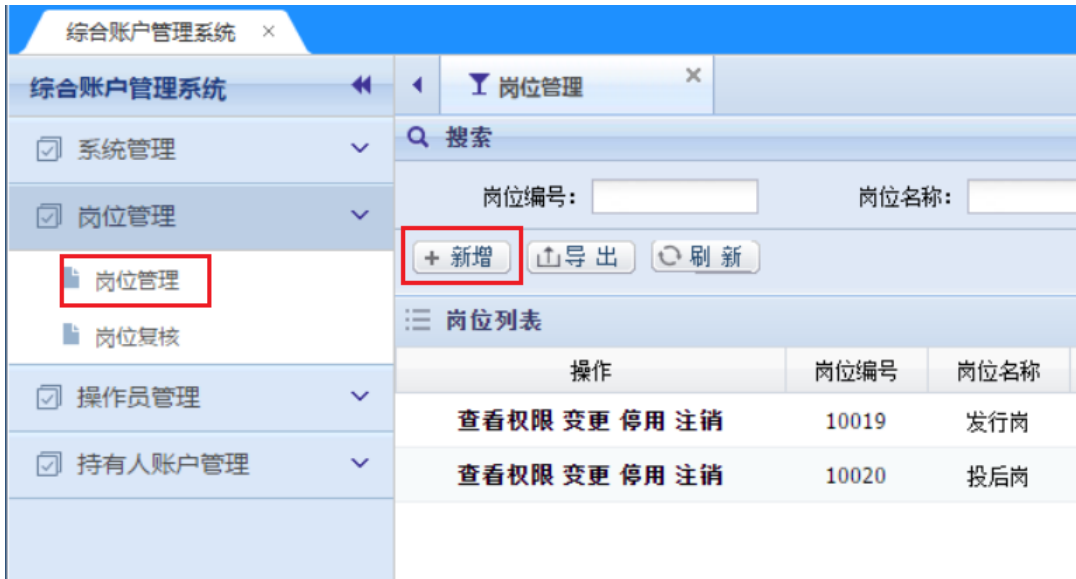 综合账户管理系统 ×
综合账户管理系统
岗位管理 ×
系统管理
岗位管理
岗位管理
岗位复核
操作员管理
持有人账户管理
搜索
岗位编号： 岗位名称：
+ 新增 导 出 刷 新
岗位列表
操作 岗位编号 岗位名称
查看权限 变更 停用 注销 10019 发行岗
查看权限 变更 停用 注销 10020 投后岗